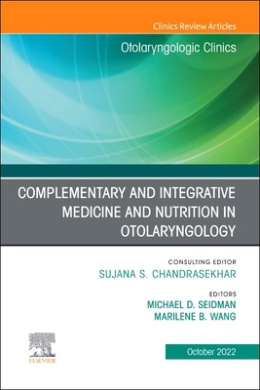 Clinics Review Articles
Otolaryngologic Clinics
COMPLEMENTARY AND INTEGRATIVE
MEDICINE AND NUTRITION IN
OTOLARYNGOLOGY
CONSULTING EDITOR
SUJANA S. CHANDRASEKHAR
EDITORS
MICHAEL D. SEIDMAN
MARILENE B. WANG
ELSEVIER
October 2022